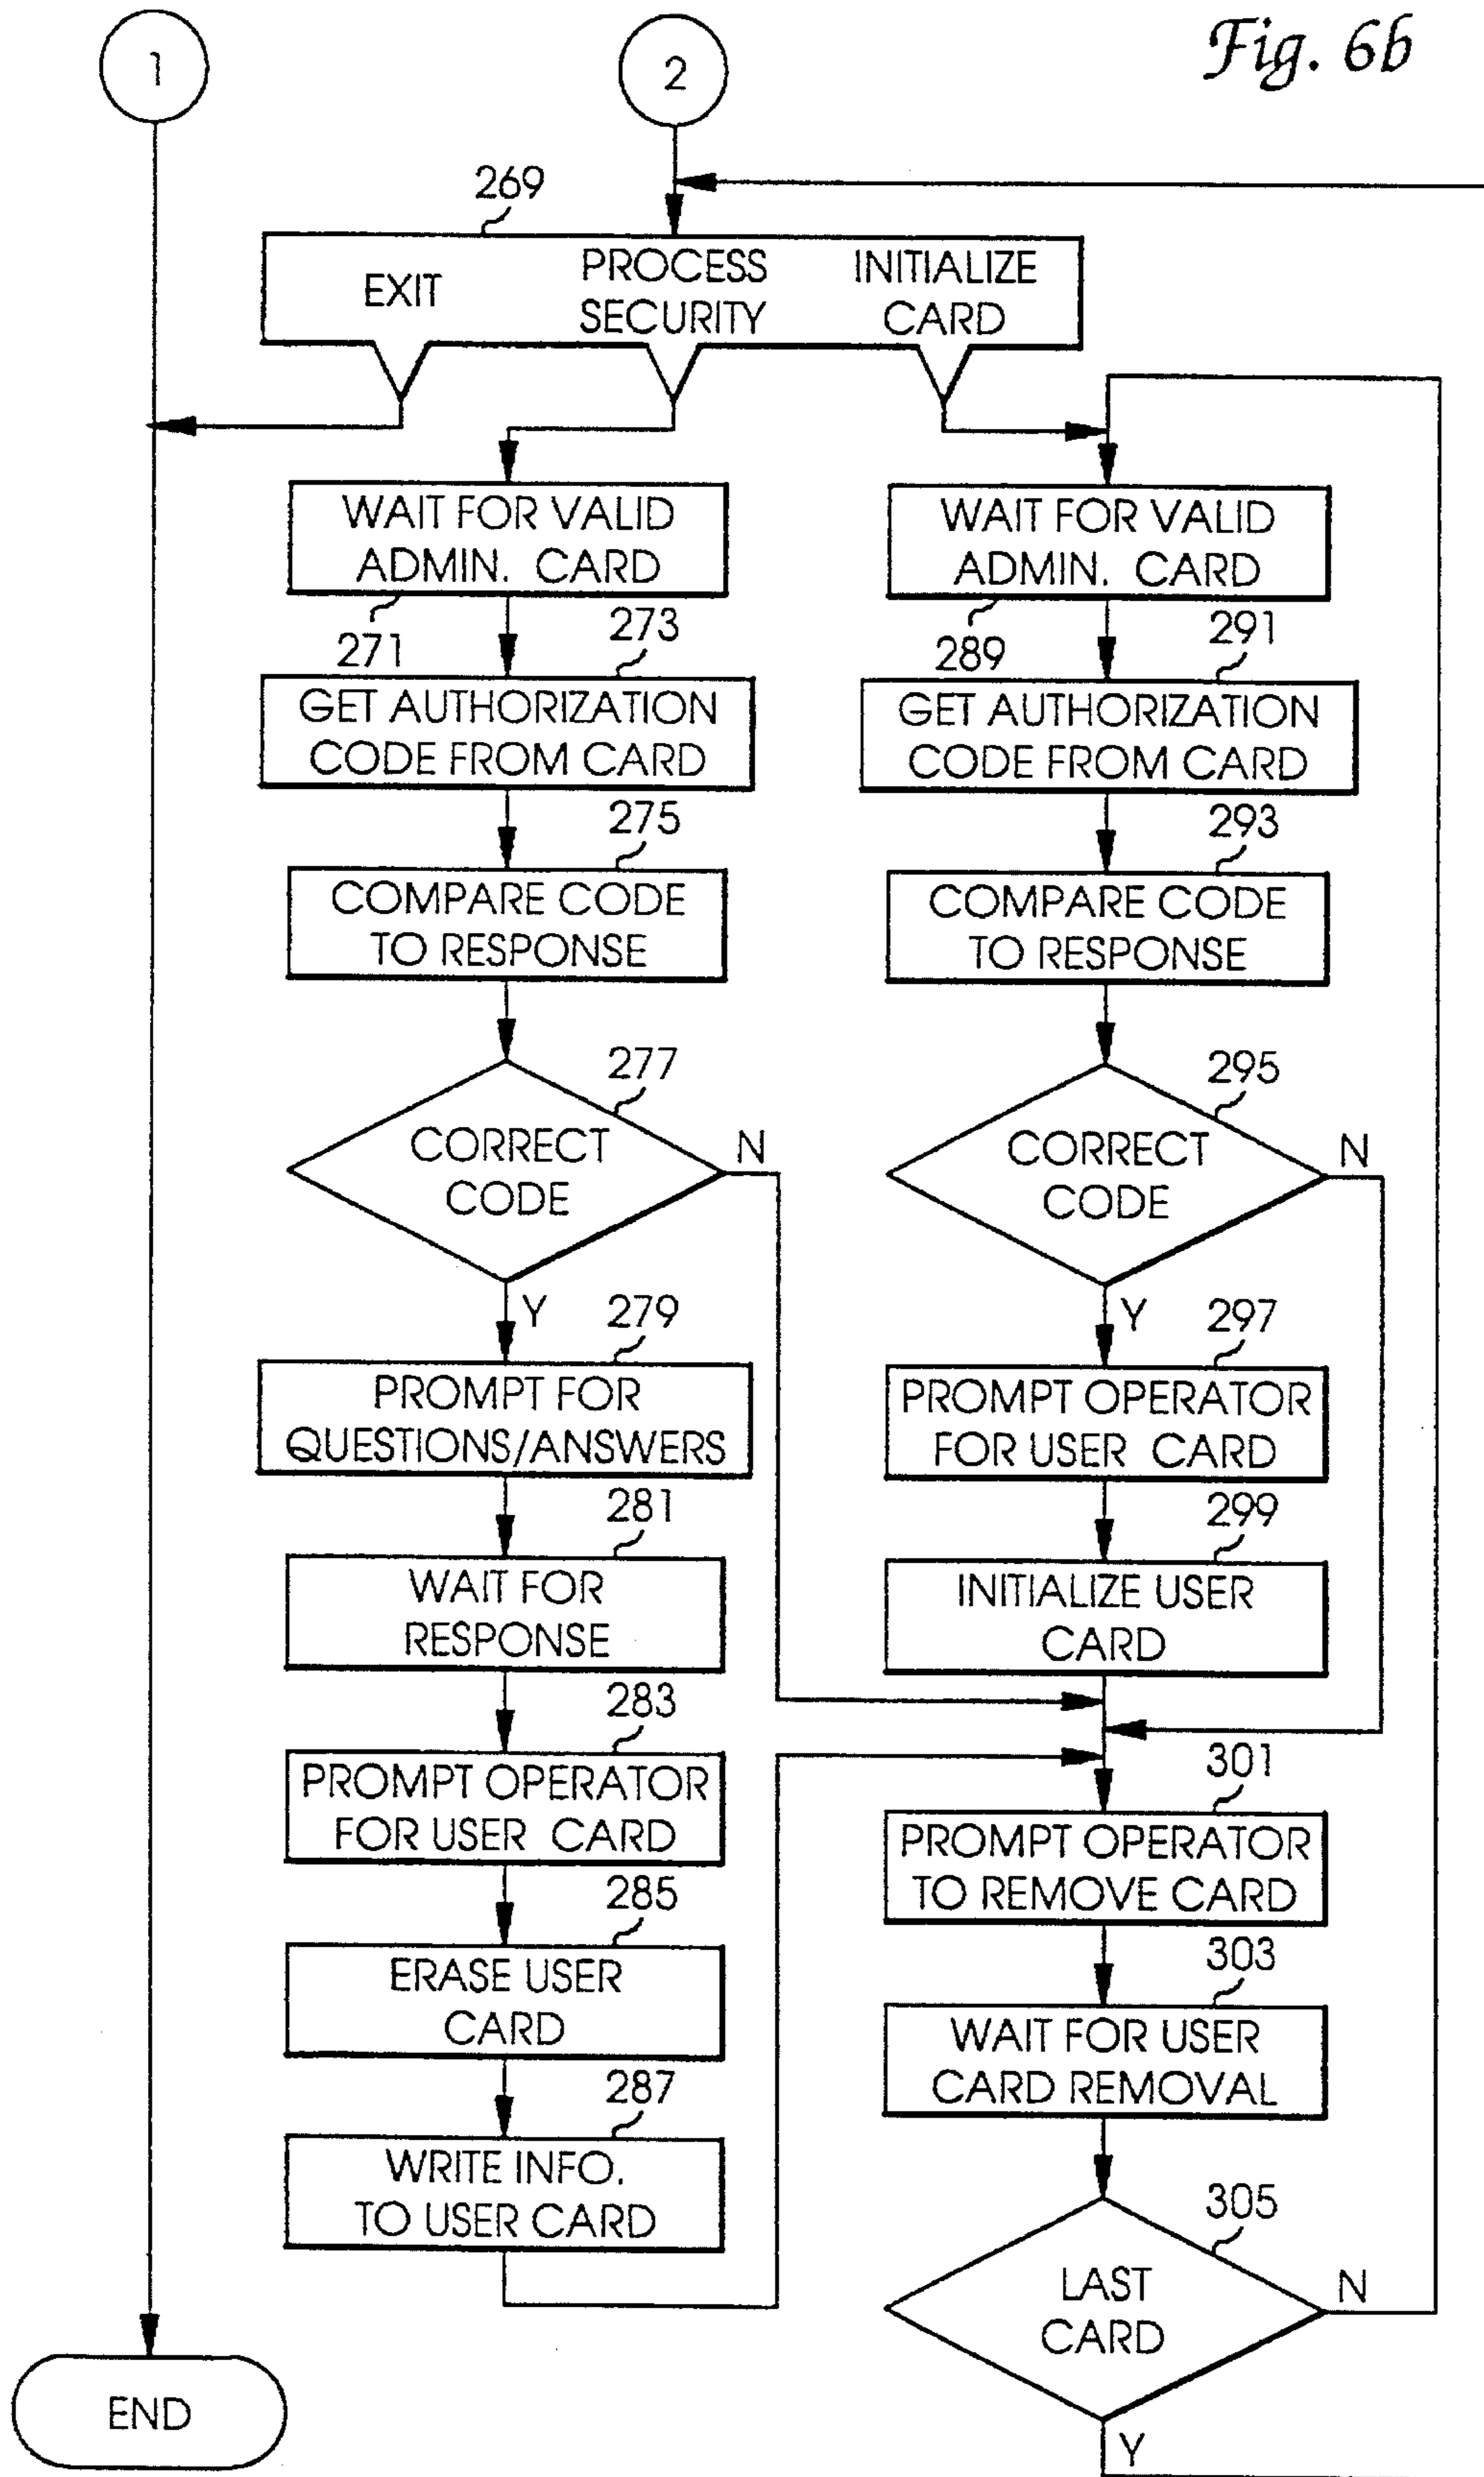 Fig. 6b
1
2
269
EXIT
PROCESS
SECURITY
INITIALIZE
CARD
WAIT FOR VALID
ADMIN. CARD
271
273
GET AUTHORIZATION
CODE FROM CARD
275
COMPARE CODE
TO RESPONSE
277
CORRECT
CODE
N
Y
279
PROMPT FOR
QUESTIONS/ANSWERS
281
WAIT FOR
RESPONSE
283
PROMPT OPERATOR
FOR USER CARD
285
ERASE USER
CARD
287
WRITE INFO.
TO USER CARD
WAIT FOR VALID
ADMIN. CARD
289
291
GET AUTHORIZATION
CODE FROM CARD
293
COMPARE CODE
TO RESPONSE
295
CORRECT
CODE
N
Y
297
PROMPT OPERATOR
FOR USER CARD
299
INITIALIZE USER
CARD
301
PROMPT OPERATOR
TO REMOVE CARD
303
WAIT FOR USER
CARD REMOVAL
305
LAST
CARD
N
Y
END